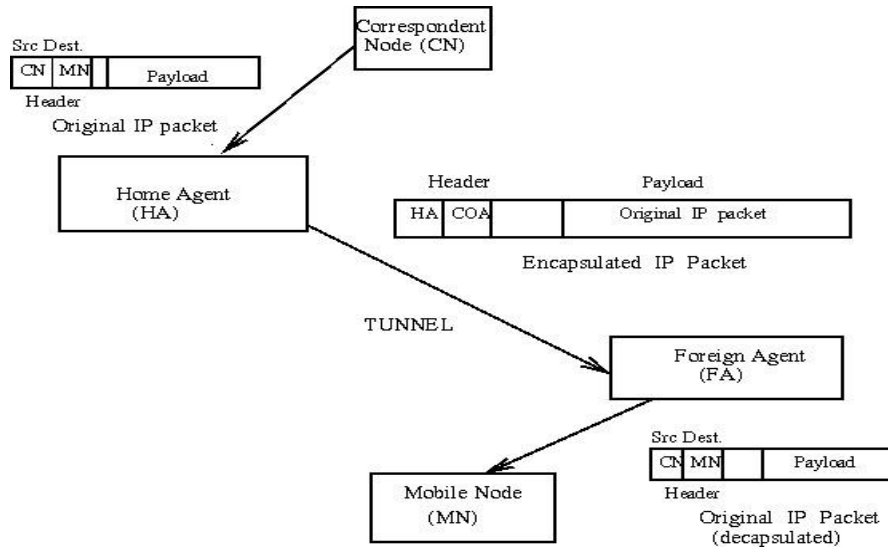 Correspondent
Node (CN)
Src Dest.
CN MN Payload
Header
Original IP packet
Home Agent
(HA)
Header Payload
HA COA Original IP packet
Encapsulated IP Packet
TUNNEL
Foreign Agent
(FA)
Src Dest.
CN MN Payload
Header
Original IP Packet
(decapsulated)
Mobile Node
(MN)